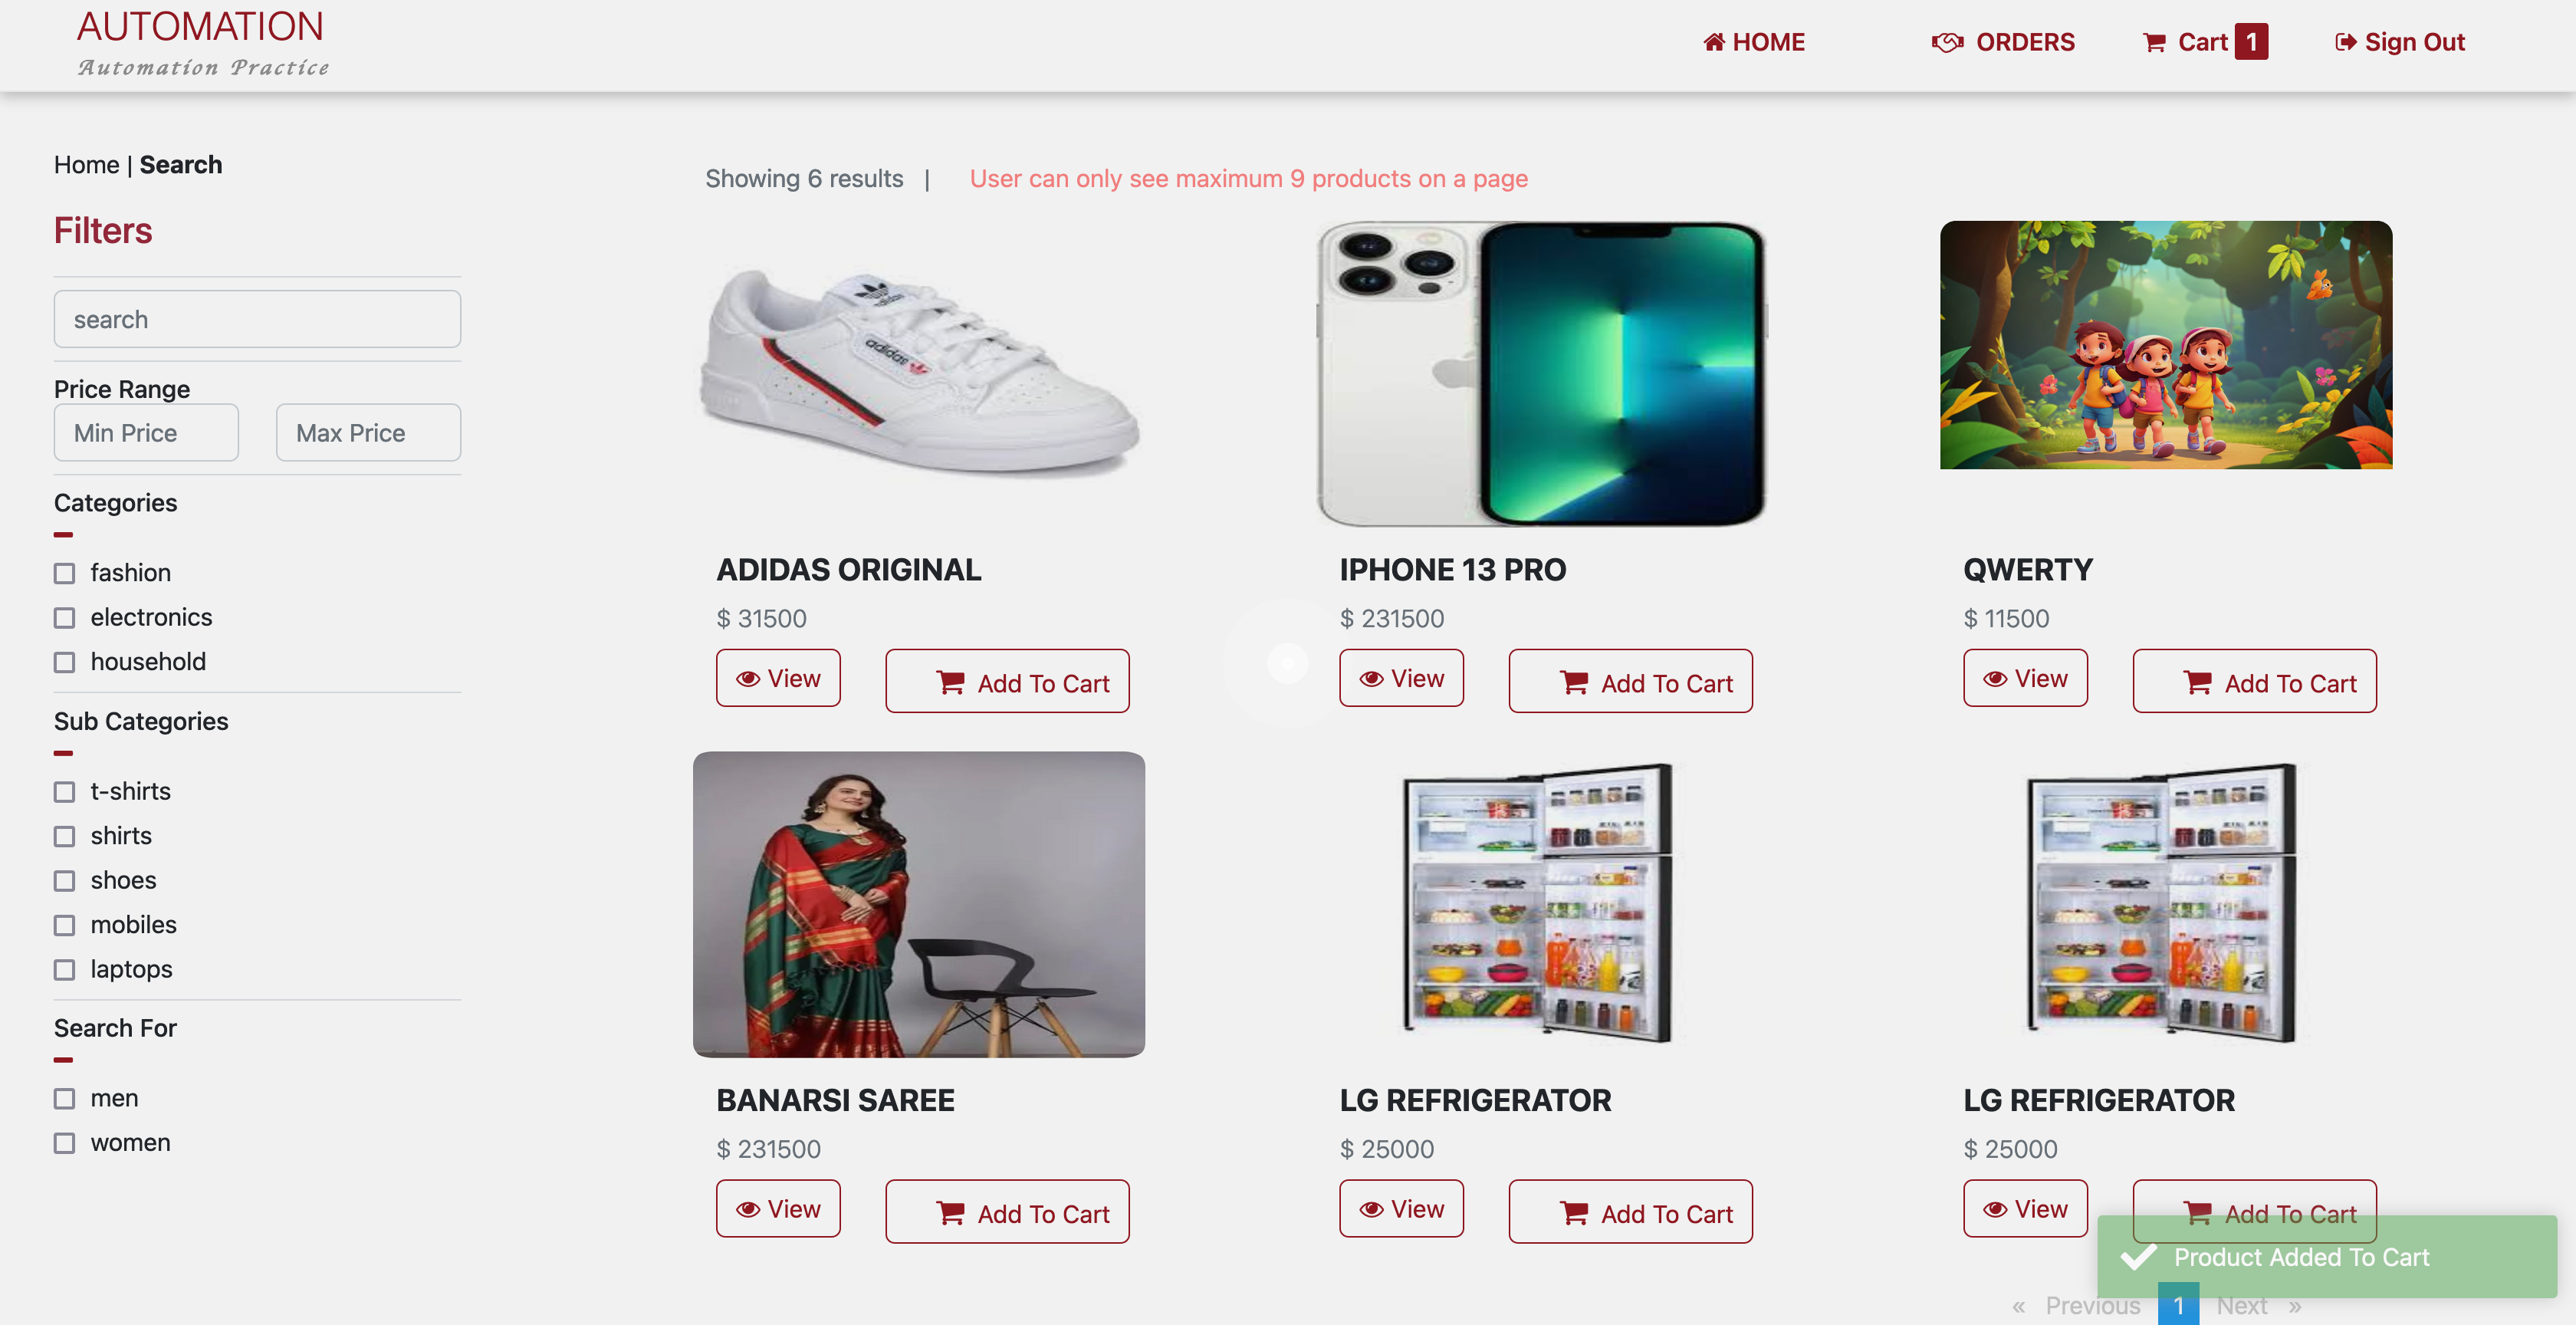 AUTOMATION
Automation Practice
HOME
ORDERS
Cart 1
Sign Out
Home | Search
Filters
search
Price Range
Min Price
Max Price
Categories
fashion
electronics
household
Sub Categories
t-shirts
shirts
shoes
mobiles
laptops
Search For
men
women
Showing 6 results |
User can only see maximum 9 products on a page
adidas
adidas
ADIDAS ORIGINAL
$ 31500
View
Add To Cart
IPHONE 13 PRO
$ 231500
View
Add To Cart
QWERTY
$ 11500
View
Add To Cart
BANARSI SAREE
$ 231500
View
Add To Cart
LG REFRIGERATOR
$ 25000
View
Add To Cart
LG REFRIGERATOR
$ 25000
View
Add To Cart
Product Added To Cart
« Previous 1 Next »